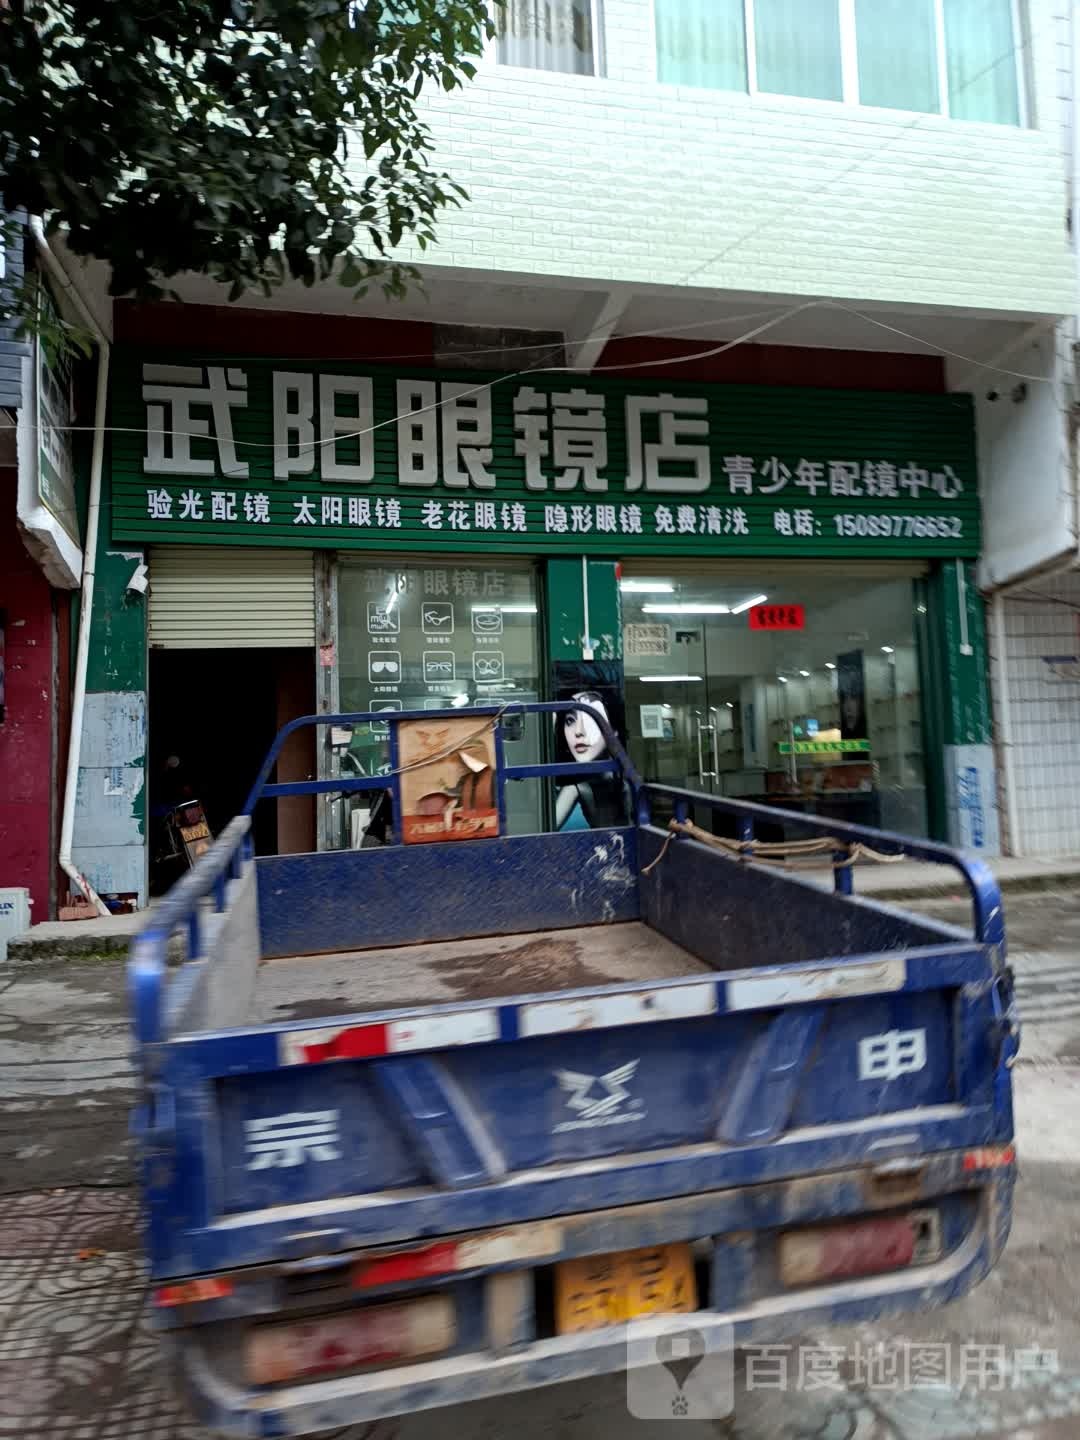 武阳眼镜店
青少年配镜中心
验光配镜 太阳眼镜 老花眼镜 隐形眼镜 免费清洗 电话：15089776652
武阳眼镜店
宗申
百度地图用户